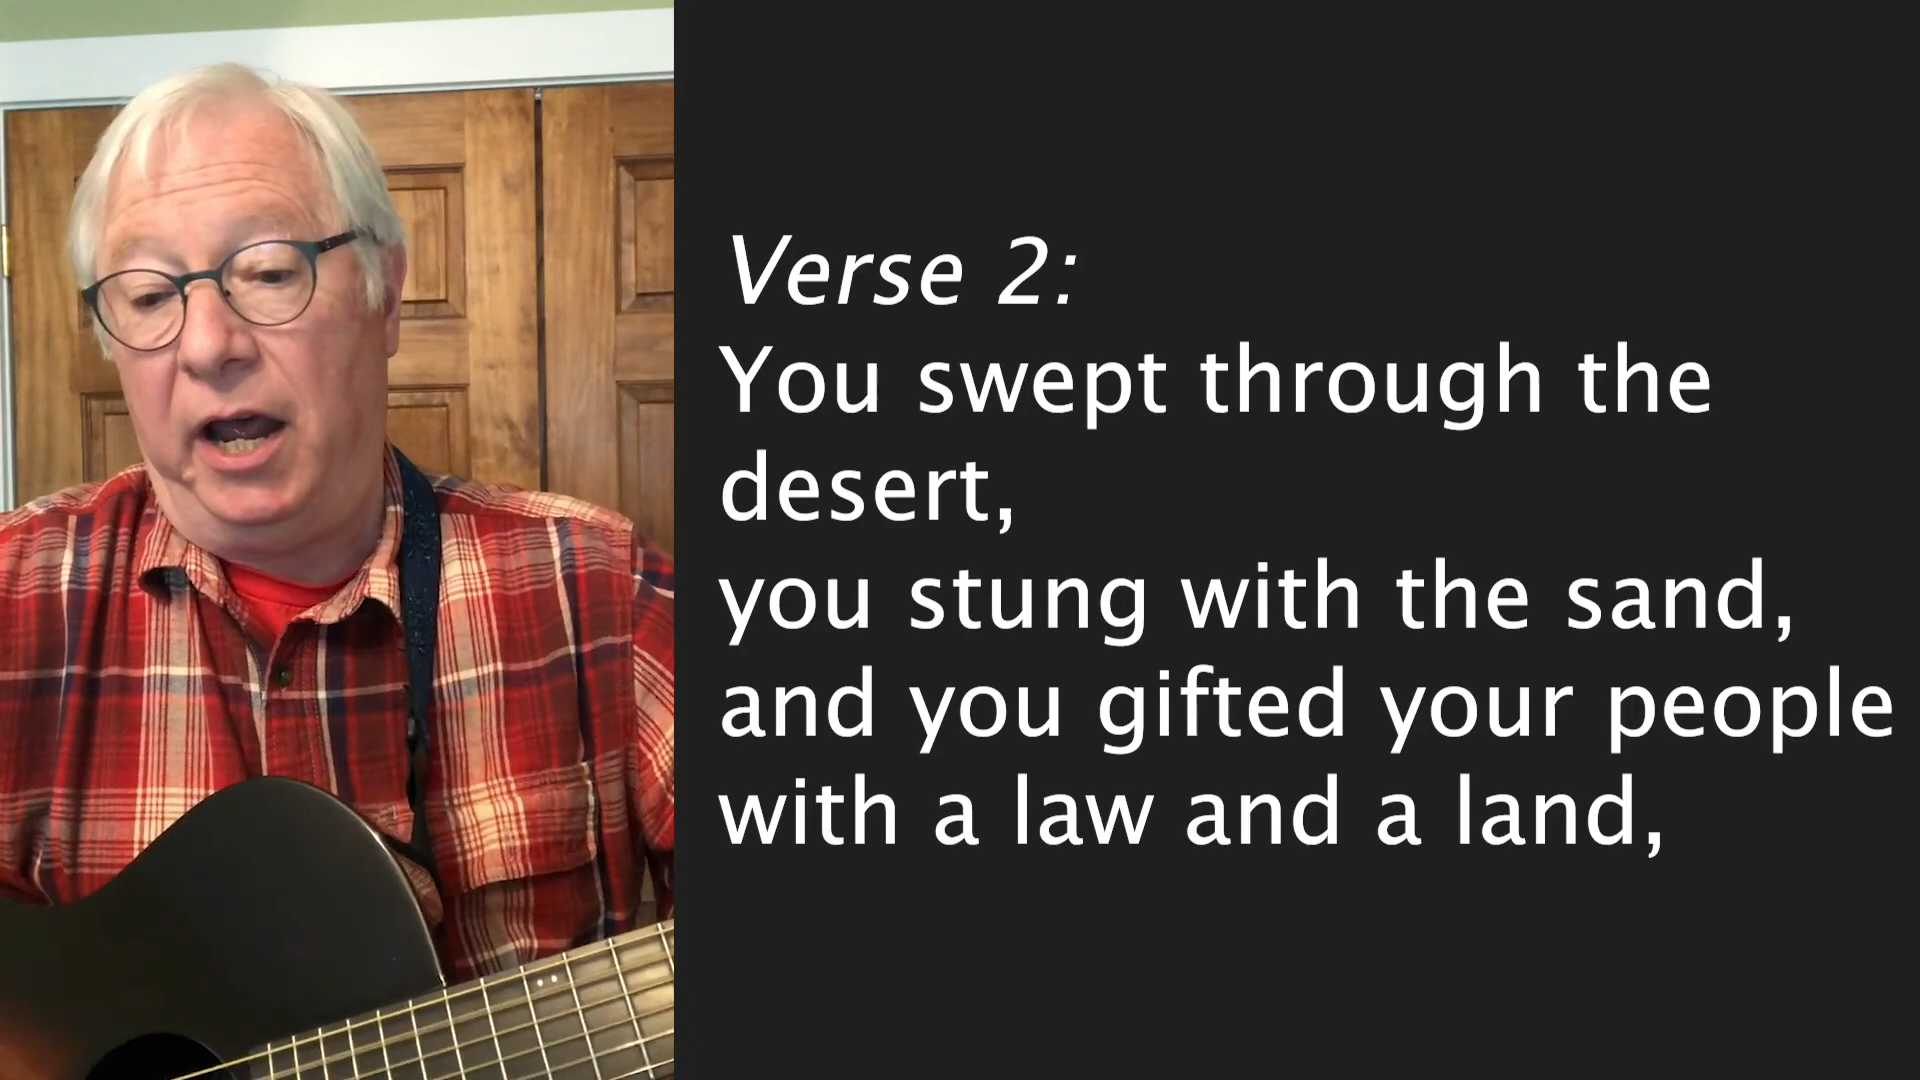 Verse 2:
You swept through the
desert,
you stung with the sand,
and you gifted your people
with a law and a land,